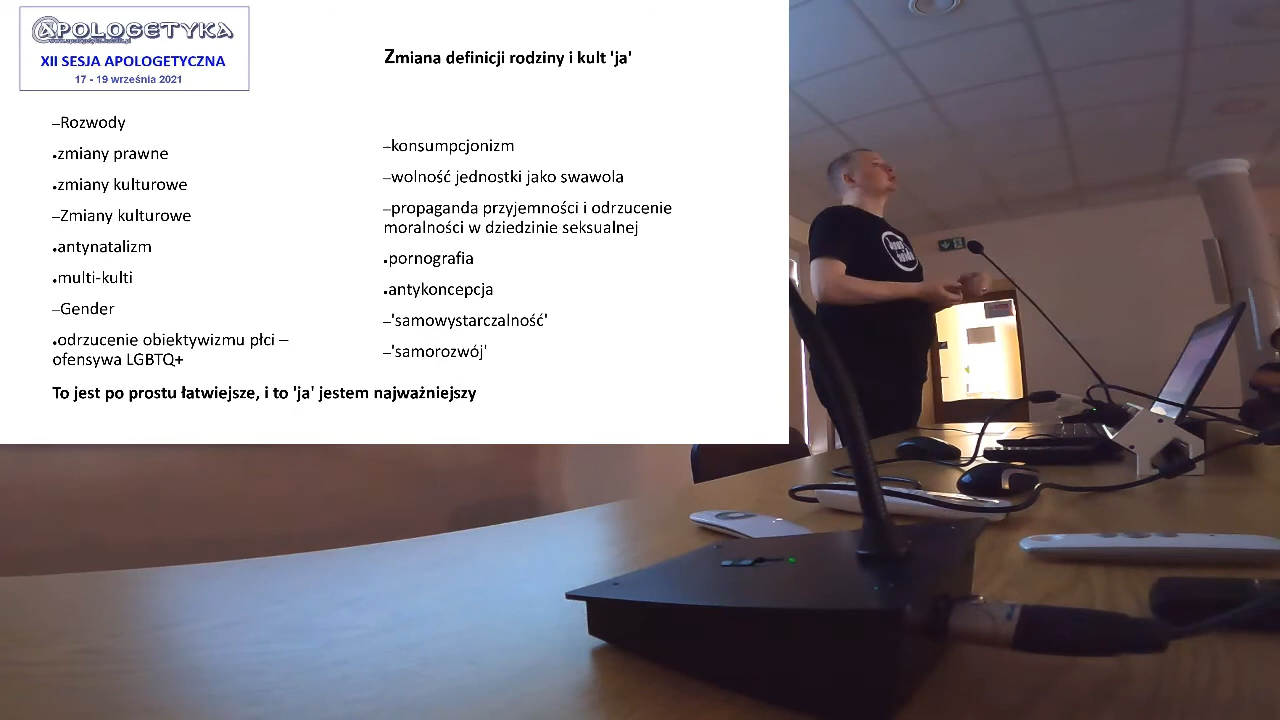 APOLOGETYKA
XII SESJA APOLOGETYCZNA
17 - 19 września 2021
Zmiana definicji rodziny i kult 'ja'
–Rozwody
•zmiany prawne
•zmiany kulturowe
–Zmiany kulturowe
•antynatalizm
•multi-kulti
–Gender
•odrzucenie obiektywizmu płci –
ofensywa LGBTQ+
–konsumpcjonizm
–wolność jednostki jako swawola
–propaganda przyjemności i odrzucenie
moralności w dziedzinie seksualnej
•pornografia
•antykoncepcja
–'samowystarczalność'
–'samorozwój'
To jest po prostu łatwiejsze, i to 'ja' jestem najważniejszy